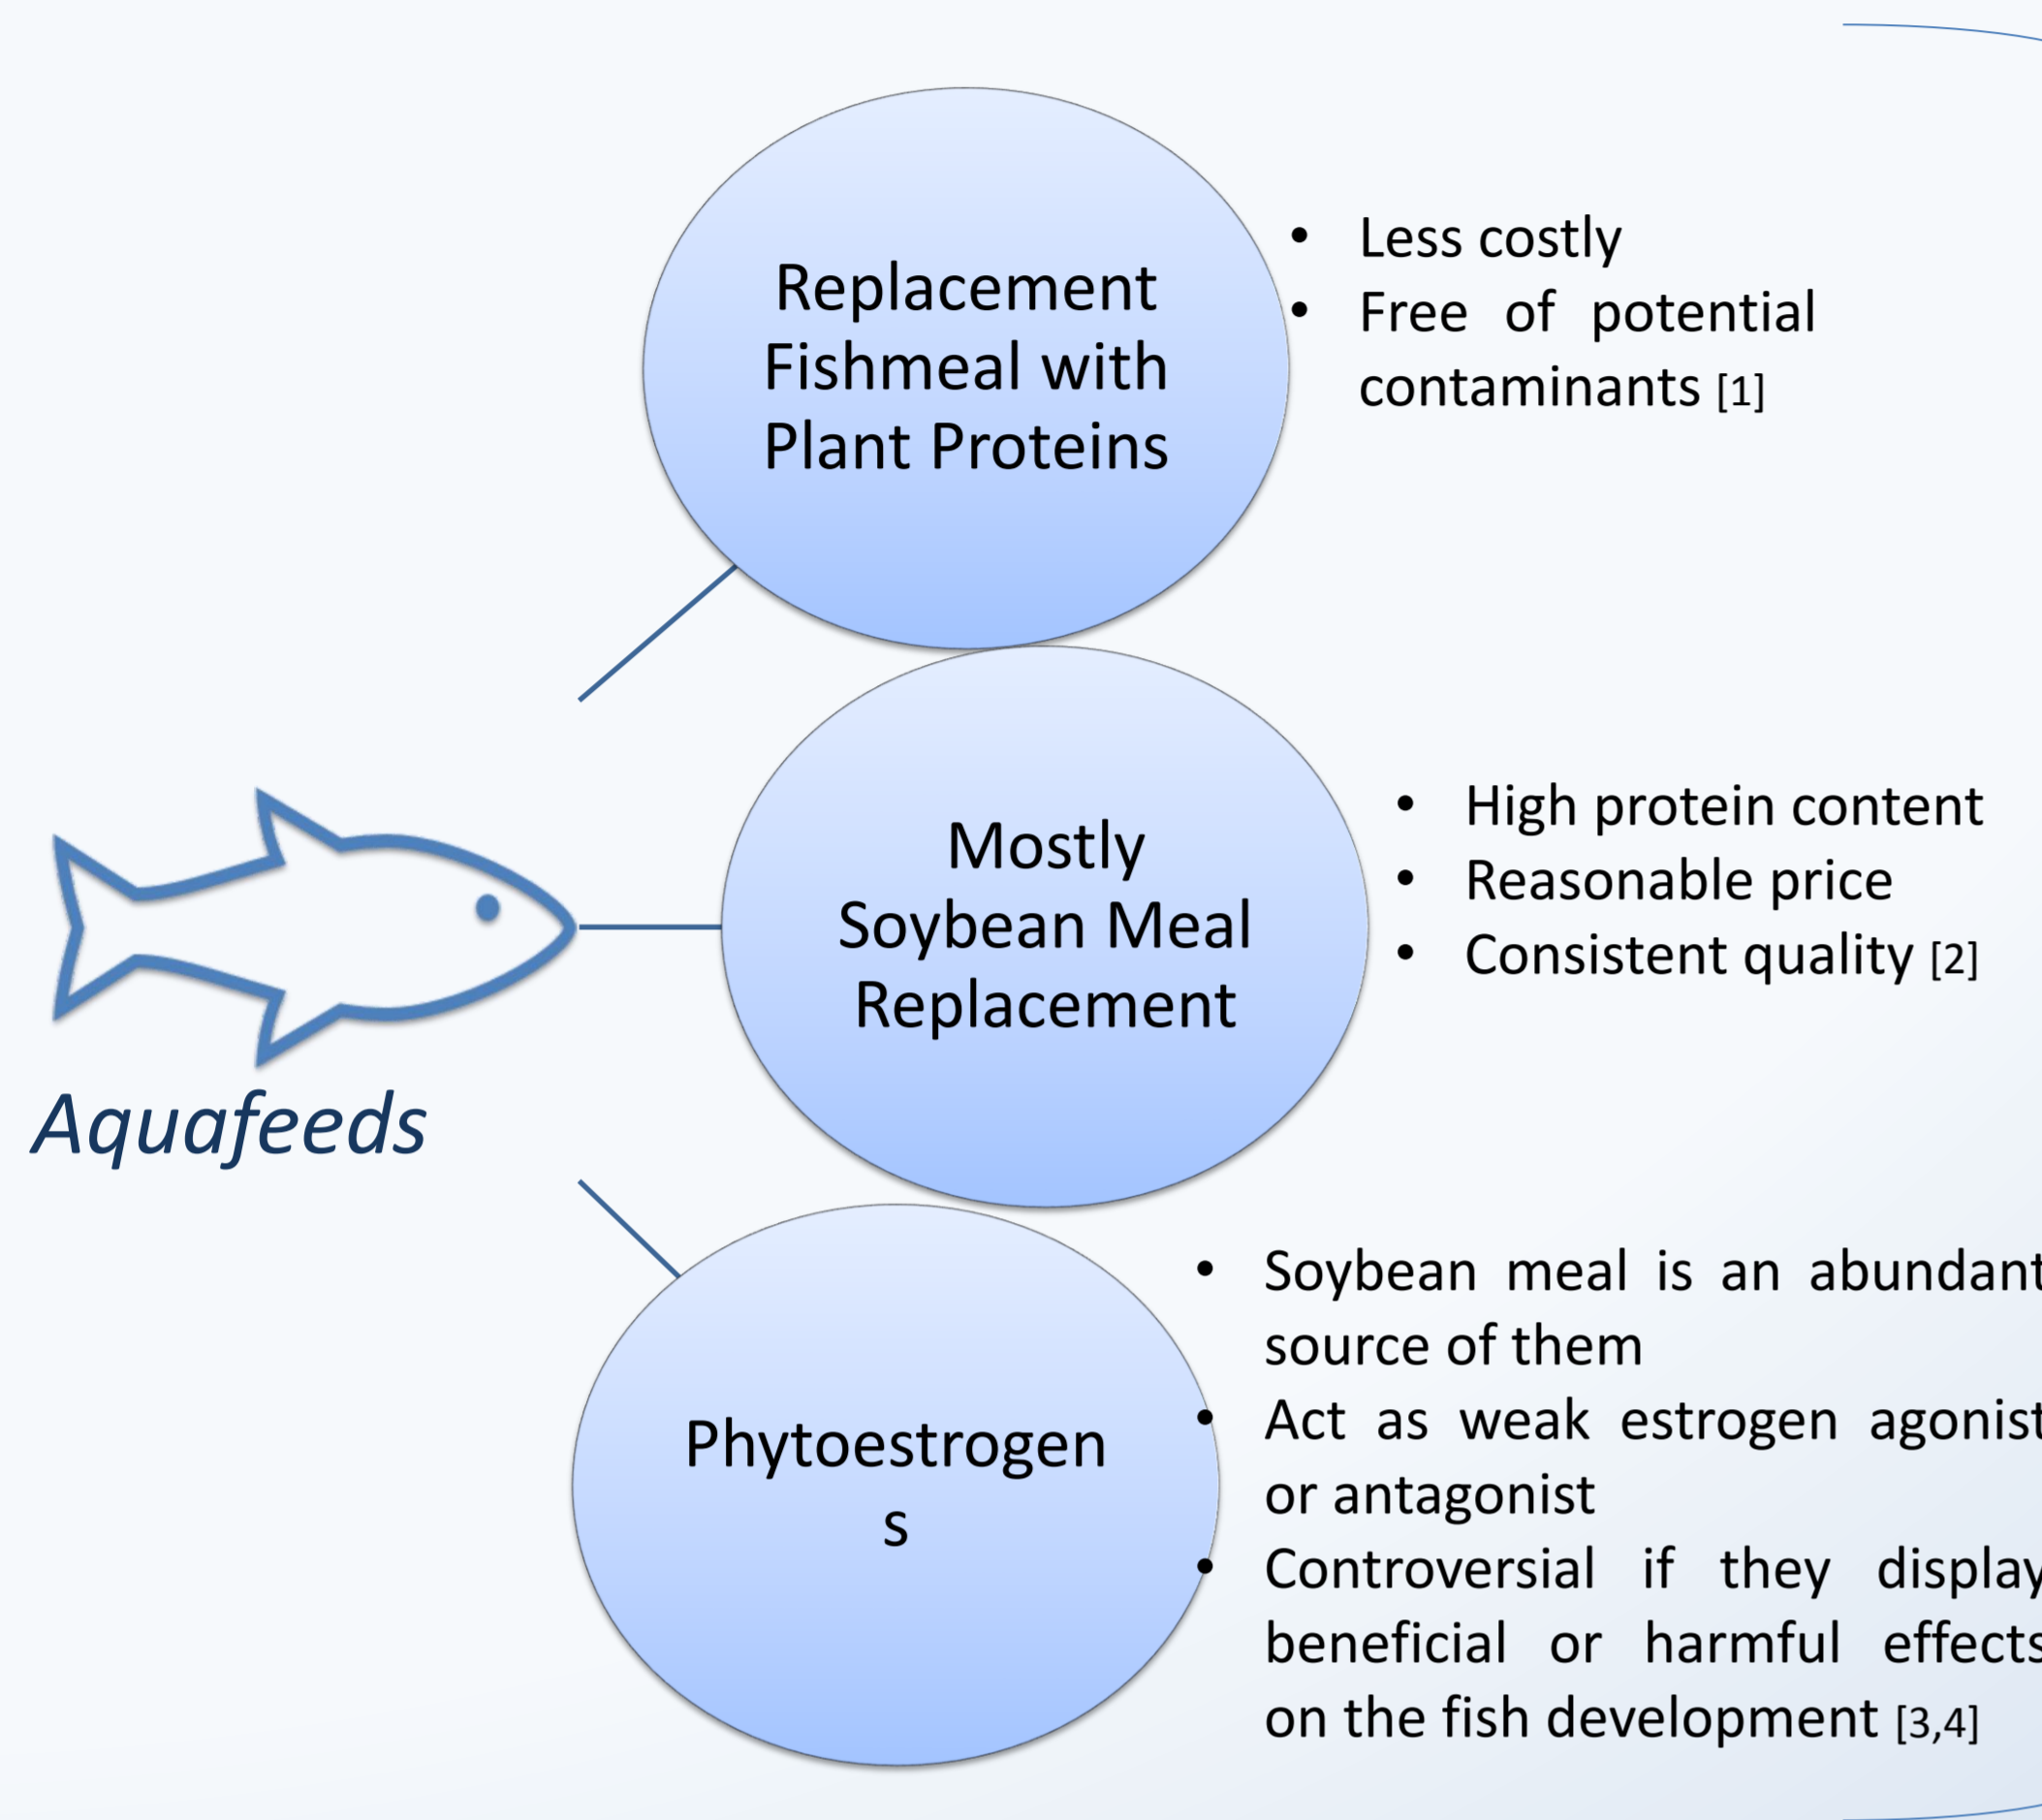 Replacement
Fishmeal with
Plant Proteins
• Less costly
• Free of potential
contaminants [1]
Mostly
Soybean Meal
Replacement
• High protein content
• Reasonable price
• Consistent quality [2]
Aquafeeds
Phytoestrogen
s
• Soybean meal is an abundant
source of them
• Act as weak estrogen agonist
or antagonist
• Controversial if they display
beneficial or harmful effects
on the fish development [3,4]